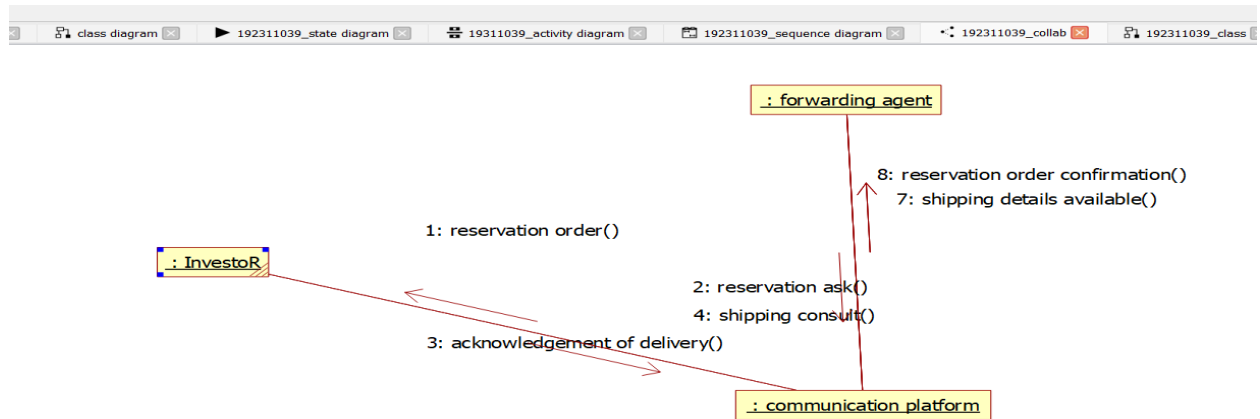 class diagram
192311039_state diagram
19311039_activity diagram
192311039_sequence diagram
192311039_collab
192311039_class
: forwarding agent
8: reservation order confirmation()
7: shipping details available()
1: reservation order()
: InvestoR
2: reservation ask()
4: shipping consult()
3: acknowledgement of delivery()
: communication platform